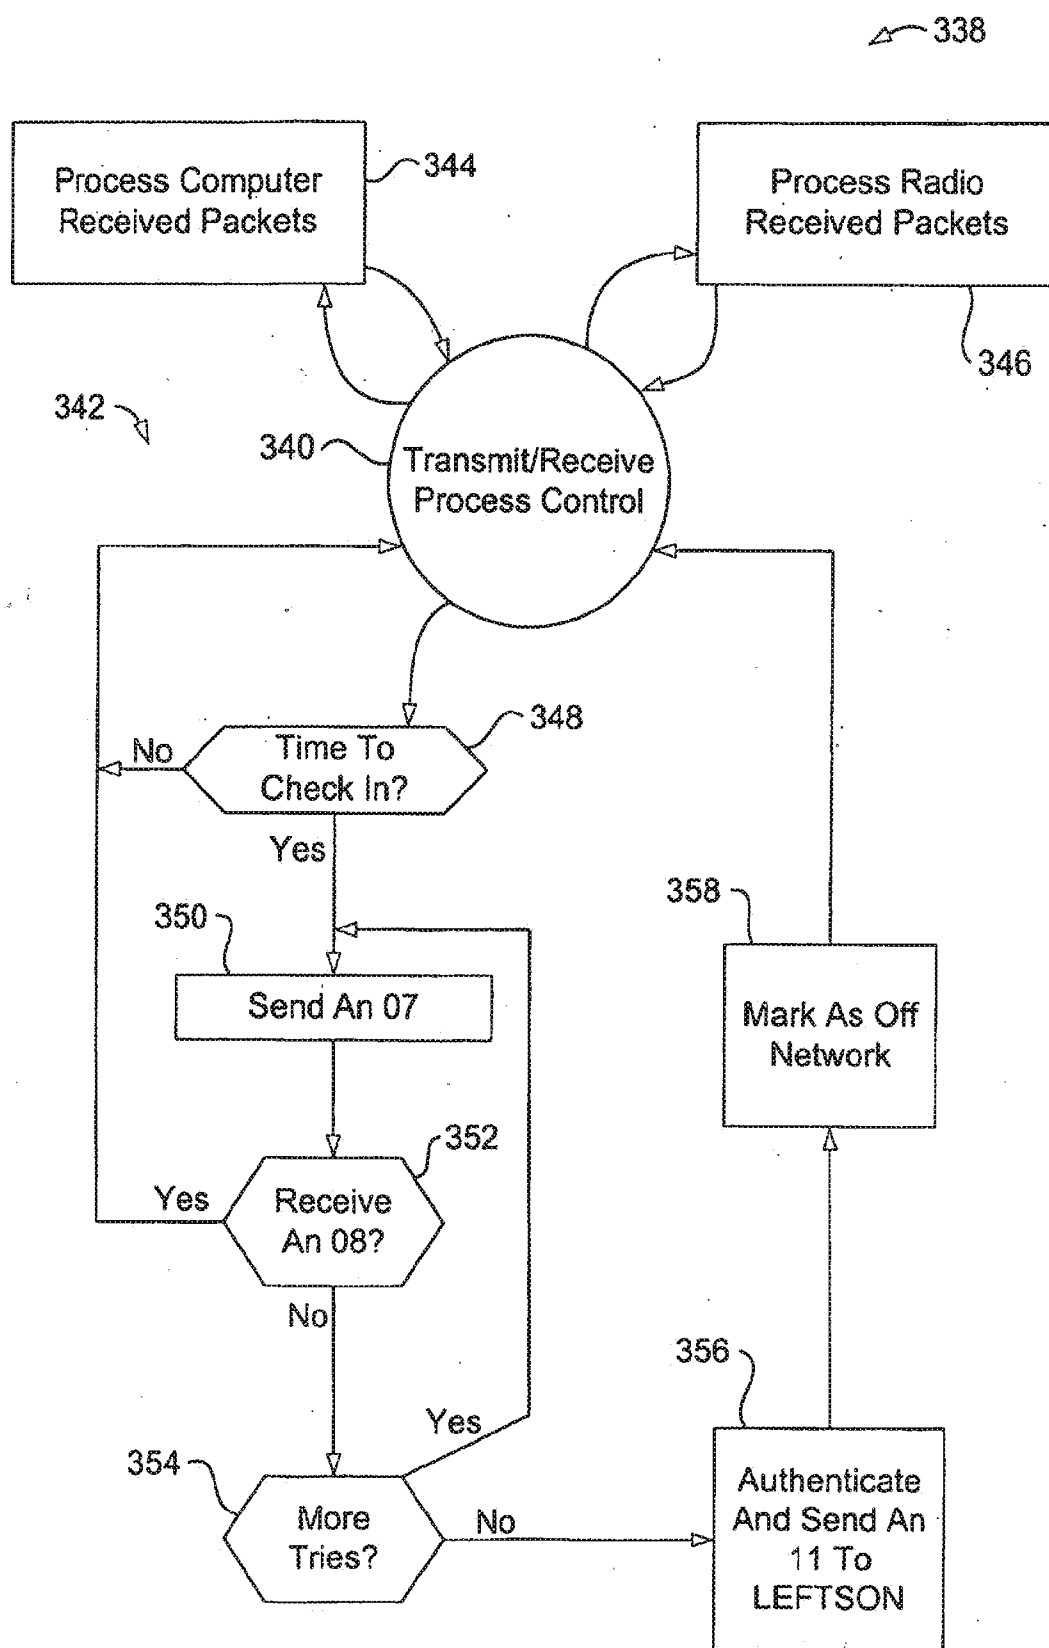 338
Process Computer
Received Packets
344
Process Radio
Received Packets
346
342
340
Transmit/Receive
Process Control
348
Time To
Check In?
No
Yes
350
Send An 07
358
Mark As Off
Network
352
Receive
An 08?
Yes
No
356
Yes
354
More
Tries?
No
Authenticate
And Send An
11 To
LEFTSON